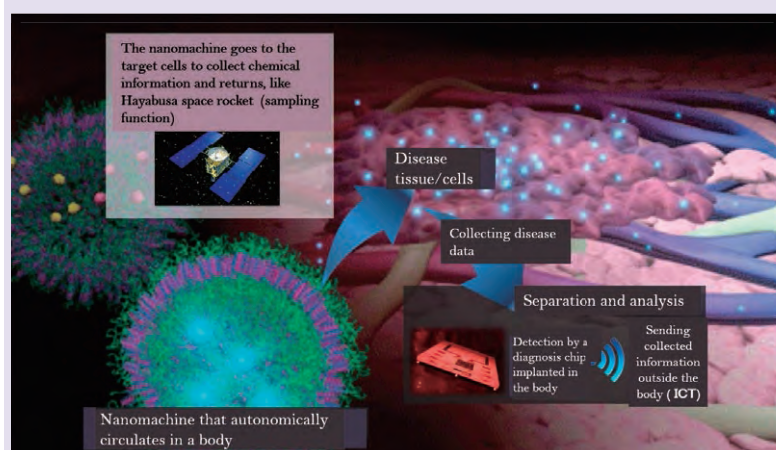 The nanomachine goes to the
target cells to collect chemical
information and returns, like
Hayabusa space rocket (sampling
function)
Disease
tissue/cells
Collecting disease
data
Separation and analysis
Detection by a
diagnosis chip
implanted in
the body
Sending
collected
information
outside the
body ( ICT)
Nanomachine that autonomically
circulates in a body